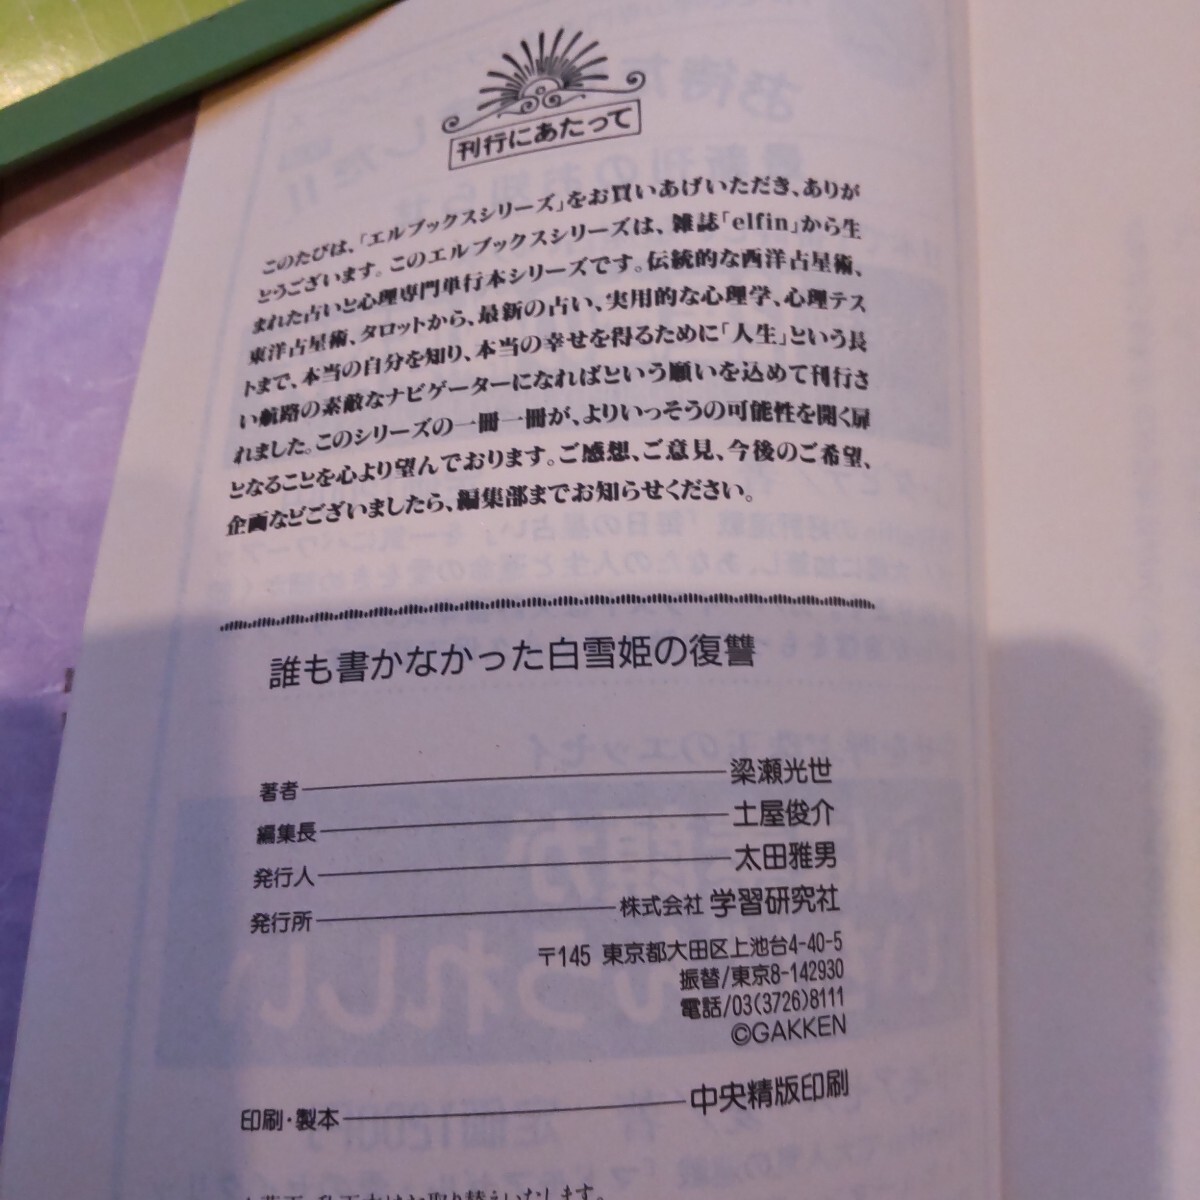 刊行にあたって
このたびは、「エルブックスシリーズ」をお買いあげいただき、ありが
とうございます。このエルブックスシリーズは、雑誌「elfin」から生
まれた占いと心理専門単行本シリーズです。伝統的な西洋占星術、
東洋占星術、タロットから、最新の占い、実用的な心理学、心理テス
トまで、本当の自分を知り、本当の幸せを得るために「人生」という長
い航路の素敵なナビゲーターになればという願いを込めて刊行さ
れました。このシリーズの一冊一冊が、よりいっそうの可能性を開く扉
となることを心より望んでおります。ご感想、ご意見、今後のご希望、
企画などございましたら、編集部までお知らせください。
誰も書かなかった白雪姫の復讐
著者 梁瀬光世
編集長 土屋俊介
発行人 太田雅男
発行所 株式会社 学習研究社
〒145 東京都大田区上池台4-40-5
振替/東京8-142930
電話/03(3726)8111
©GAKKEN
印刷・製本 中央精版印刷
はお取り替えいたします。